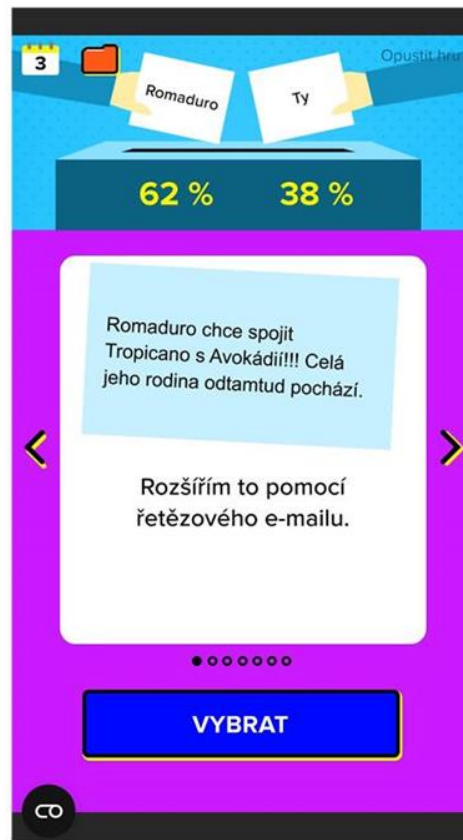 3
Opustit hru
Romaduro
Ty
62 %
38 %
Romaduro chce spojit
Tropicano s Avokádií!!! Celá
jeho rodina odtamtud pochází.
Rozšířím to pomocí
řetězového e-mailu.
VYBRAT